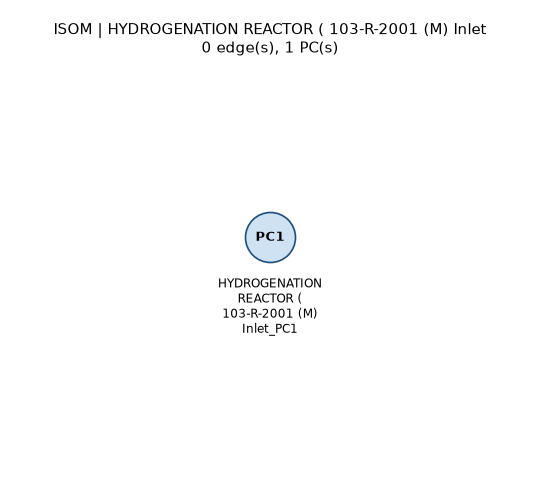 ISOM | HYDROGENATION REACTOR ( 103-R-2001 (M) Inlet
0 edge(s), 1 PC(s)
PC1
HYDROGENATION
REACTOR (
103-R-2001 (M)
Inlet_PC1